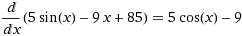 d/dx (5 sin(x) − 9 x + 85) = 5 cos(x) − 9